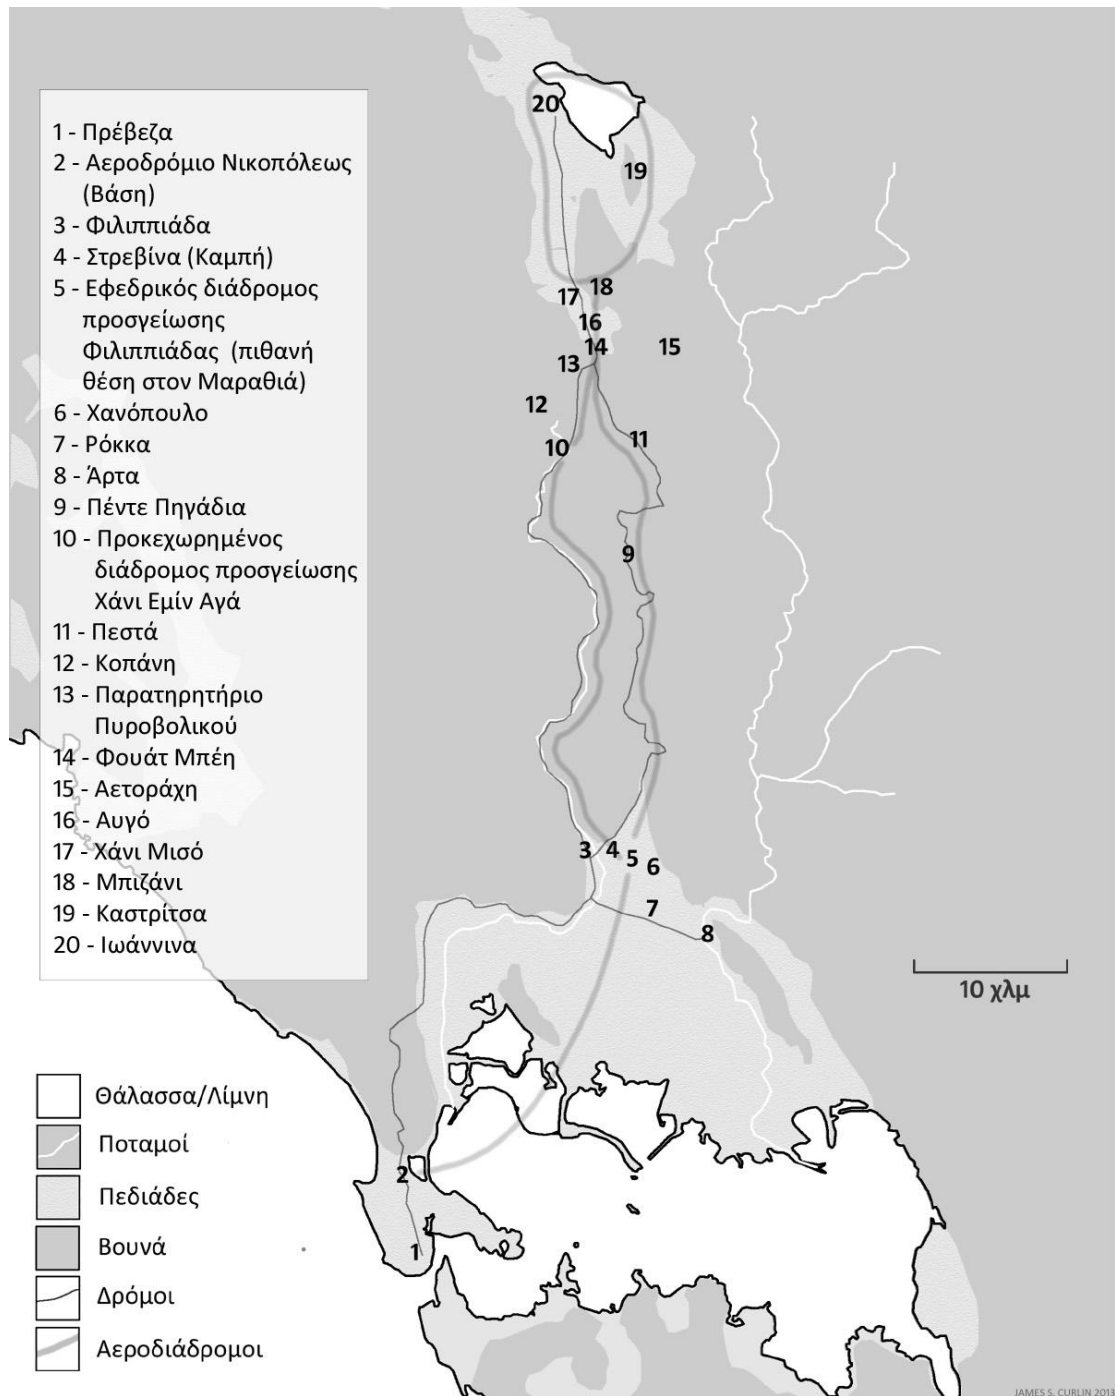 1 - Πρέβεζα
2 - Αεροδρόμιο Νικοπόλεως
(Βάση)
3 - Φιλιππιάδα
4 - Στρεβίνα (Καμπή)
5 - Εφεδρικός διάδρομος
προσγείωσης
Φιλιππιάδας (πιθανή
θέση στον Μαραθιά)
6 - Χανόπουλο
7 - Ρόκκα
8 - Άρτα
9 - Πέντε Πηγάδια
10 - Προκεχωρημένος
διάδρομος προσγείωσης
Χάνι Εμίν Αγά
11 - Πεστά
12 - Κοπάνη
13 - Παρατηρητήριο
Πυροβολικού
14 - Φουάτ Μπέη
15 - Αετοράχη
16 - Αυγό
17 - Χάνι Μισό
18 - Μπιζάνι
19 - Καστρίτσα
20 - Ιωάννινα
20
19
18
17
16
14
15
13
12
11
10
9
3
4
5
6
7
8
10 χλμ
2
1
Θάλασσα/Λίμνη
Ποταμοί
Πεδιάδες
Βουνά
Δρόμοι
Αεροδιάδρομοι
JAMES S. CURLIN 2013